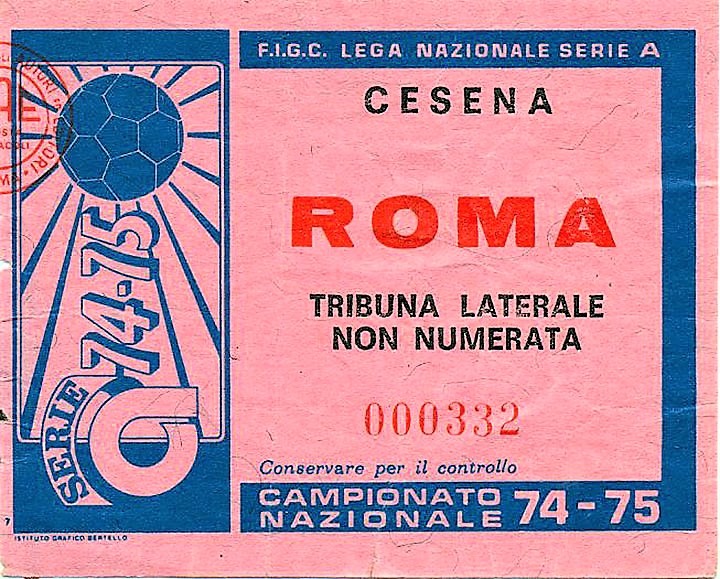 F.I.G.C. LEGA NAZIONALE SERIE A
CESENA
ROMA
TRIBUNA LATERALE
NON NUMERATA
000332
Conservare per il controllo
CAMPIONATO
NAZIONALE 74-75
74-75
SERIE a
7
ISTITUTO GRAFICO BERTELLO